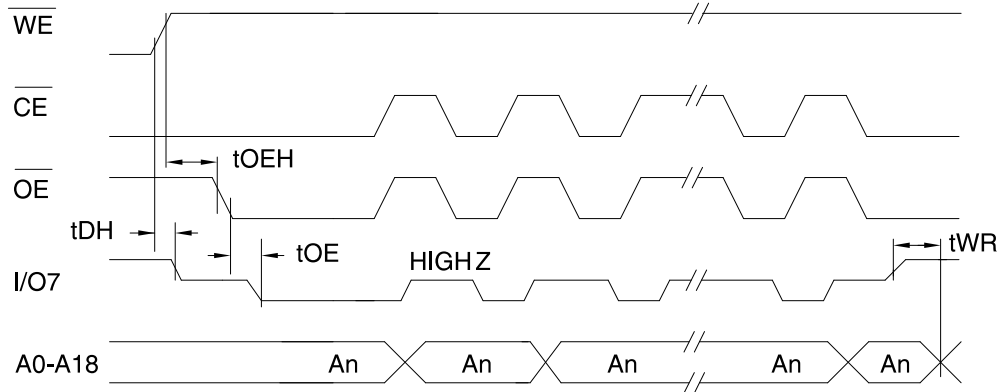 WE
CE
tOEH
OE
tDH
tOE
HIGH Z
tWR
I/O7
A0-A18
An
An
An
An
An